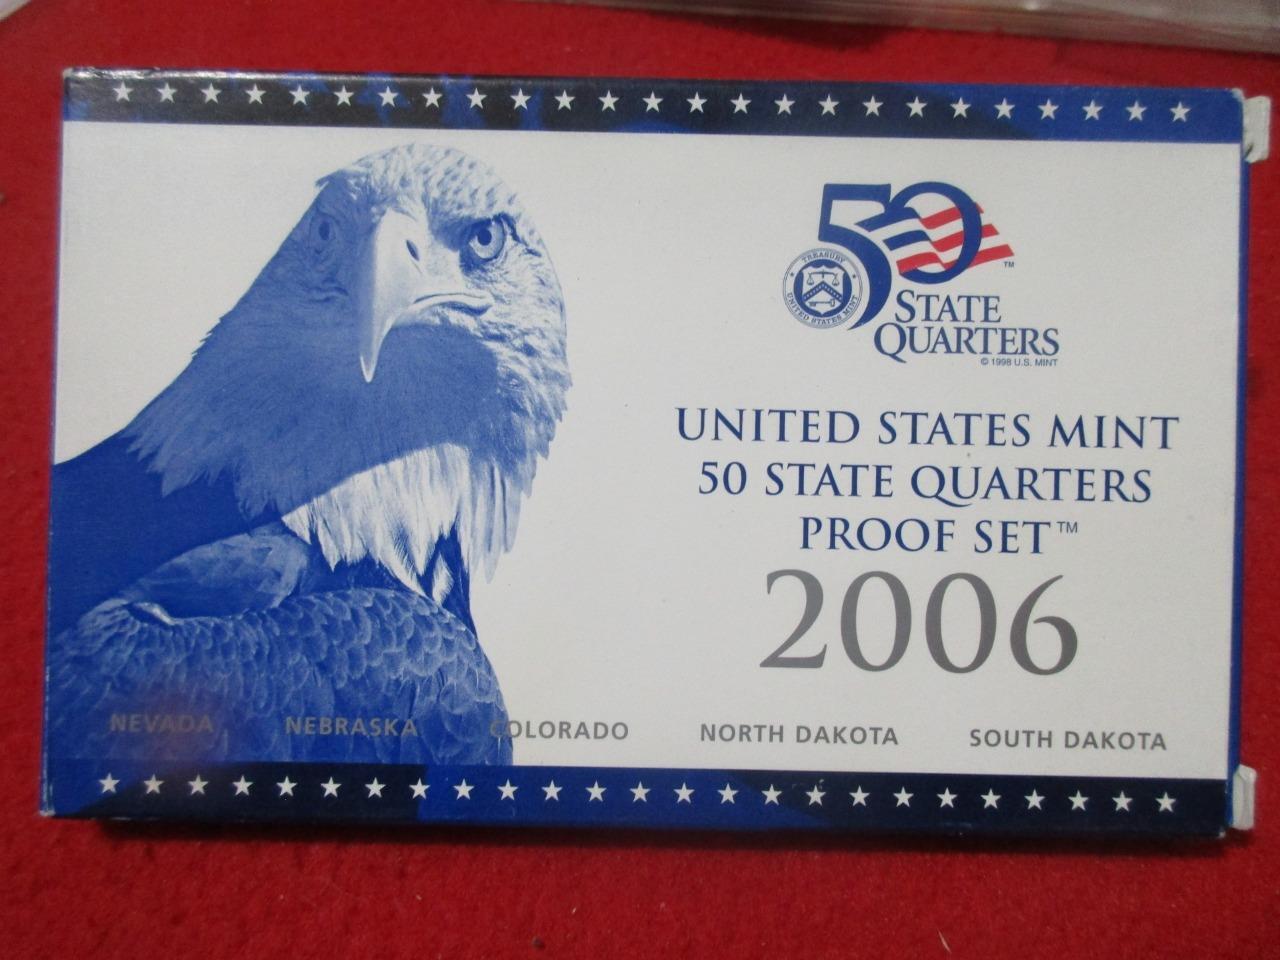 50
TM
TREASURY
UNITED STATES MINT
STATE
QUARTERS
© 1998 U.S. MINT
UNITED STATES MINT
50 STATE QUARTERS
PROOF SET™
2006
NEVADA NEBRASKA COLORADO NORTH DAKOTA SOUTH DAKOTA